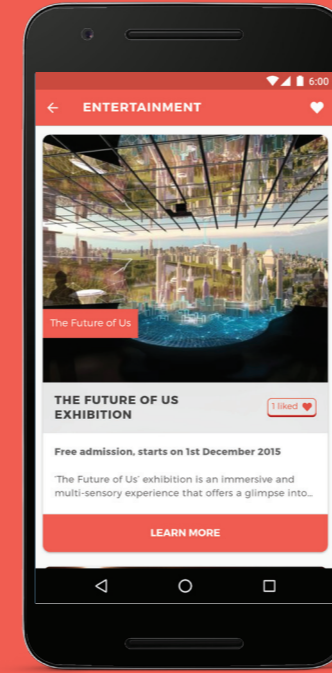 6:00
ENTERTAINMENT
The Future of Us
THE FUTURE OF US
EXHIBITION
1 liked
Free admission, starts on 1st December 2015
'The Future of Us' exhibition is an immersive and
multi-sensory experience that offers a glimpse into...
LEARN MORE